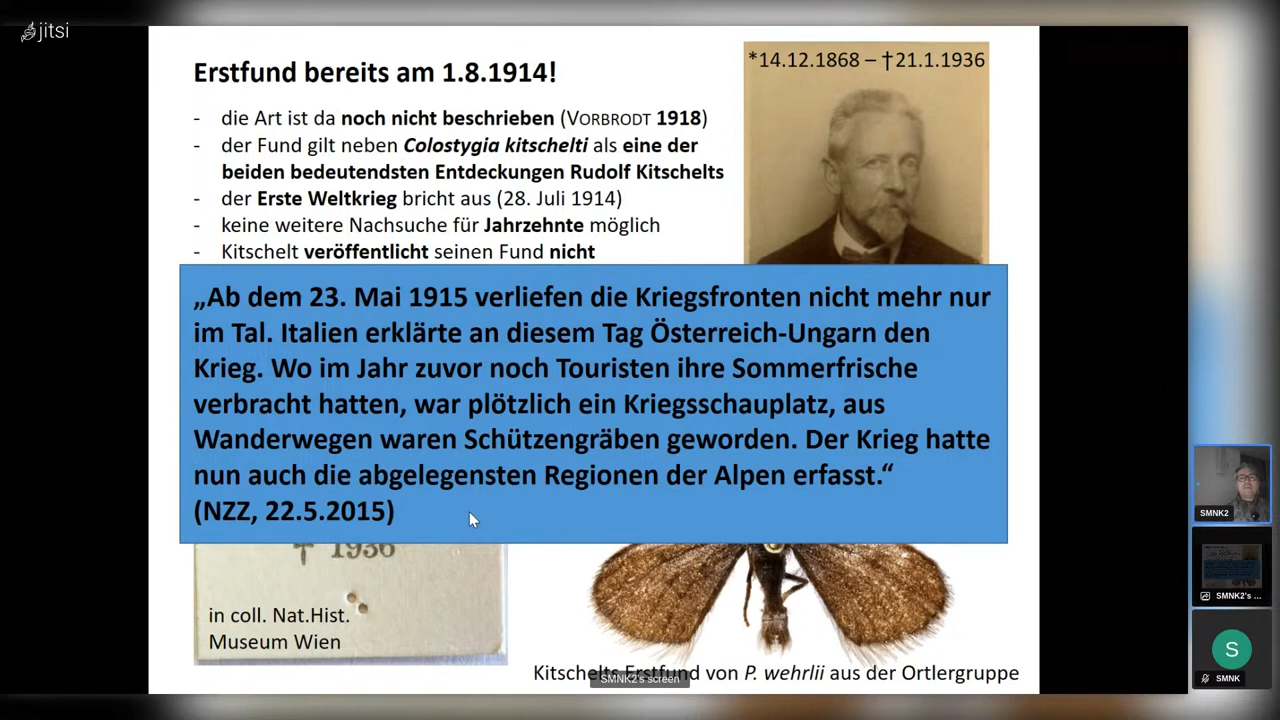 jitsi
*14.12.1868 – †21.1.1936
Erstfund bereits am 1.8.1914!
- die Art ist da noch nicht beschrieben (VORBRODT 1918)
- der Fund gilt neben Colostygia kitschelti als eine der
beiden bedeutendsten Entdeckungen Rudolf Kitschelts
- der Erste Weltkrieg bricht aus (28. Juli 1914)
- keine weitere Nachsuche für Jahrzehnte möglich
- Kitschelt veröffentlicht seinen Fund nicht
„Ab dem 23. Mai 1915 verliefen die Kriegsfronten nicht mehr nur
im Tal. Italien erklärte an diesem Tag Österreich-Ungarn den
Krieg. Wo im Jahr zuvor noch Touristen ihre Sommerfrische
verbracht hatten, war plötzlich ein Kriegsschauplatz, aus
Wanderwegen waren Schützengräben geworden. Der Krieg hatte
nun auch die abgelegensten Regionen der Alpen erfasst.“
(NZZ, 22.5.2015)
† 1936
in coll. Nat.Hist.
Museum Wien
Kitschelts Erstfund von P. wehrlii aus der Ortlergruppe
SMNK2's screen
SMNK2
SMNK2's ...
S
SMNK